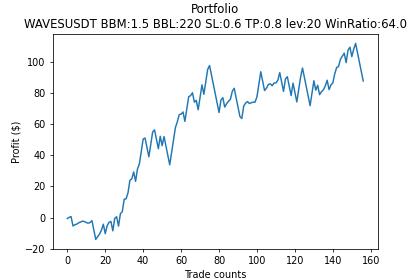 Portfolio
WAVESUSDT BBM:1.5 BBL:220 SL:0.6 TP:0.8 lev:20 WinRatio:64.0
100
80
60
40
20
0
−20
Profit ($)
0 20 40 60 80 100 120 140 160
Trade counts